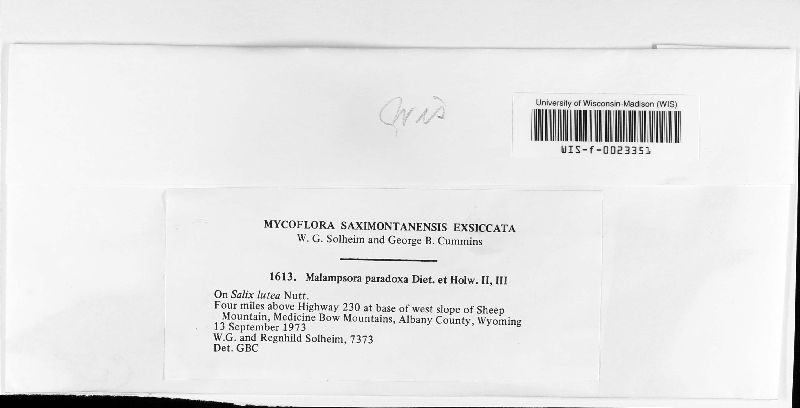 WIS
University of Wisconsin-Madison (WIS)
WIS-f-0023351
MYCOFLORA SAXIMONTANENSIS EXSICCATA
W. G. Solheim and George B. Cummins
1613. Malampsora paradoxa Diet. et Holw. II, III
On Salix lutea Nutt.
Four miles above Highway 230 at base of west slope of Sheep
Mountain, Medicine Bow Mountains, Albany County, Wyoming
13 September 1973
W.G. and Regnhild Solheim, 7373
Det. GBC